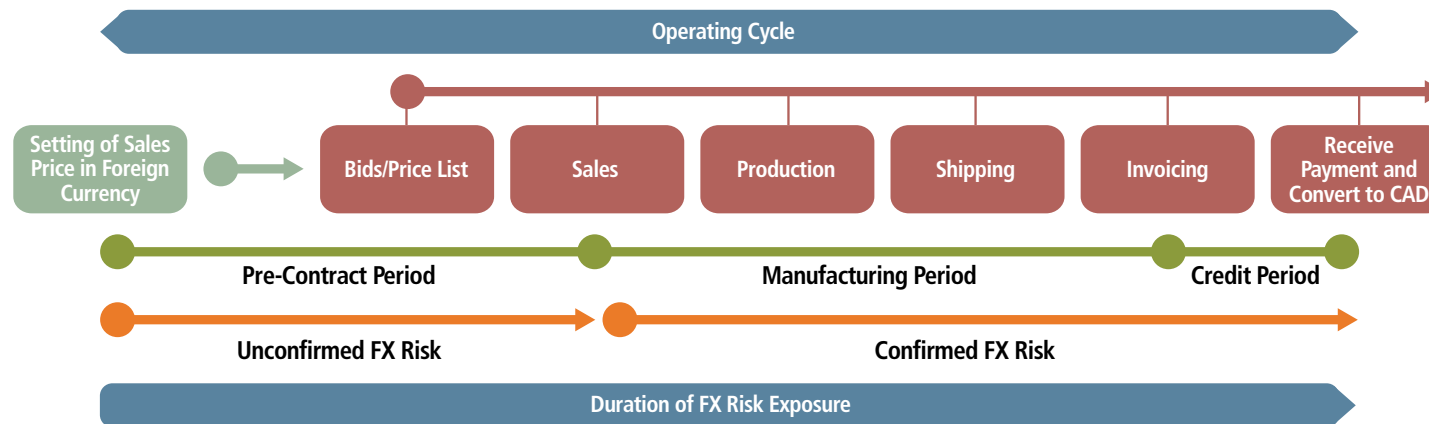 Operating Cycle
Setting of Sales
Price in Foreign
Currency
Bids/Price List
Sales
Production
Shipping
Invoicing
Receive
Payment and
Convert to CAD
Pre-Contract Period
Manufacturing Period
Credit Period
Unconfirmed FX Risk
Confirmed FX Risk
Duration of FX Risk Exposure